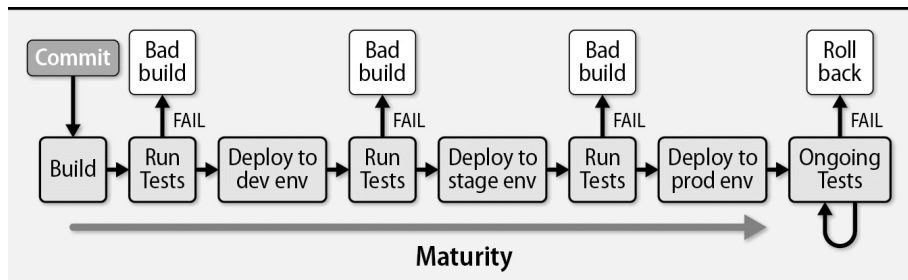 Commit
Bad
build
Bad
build
Bad
build
Roll
back
FAIL
FAIL
FAIL
FAIL
Build
Run
Tests
Deploy to
dev env
Run
Tests
Deploy to
stage env
Run
Tests
Deploy to
prod env
Ongoing
Tests
Maturity